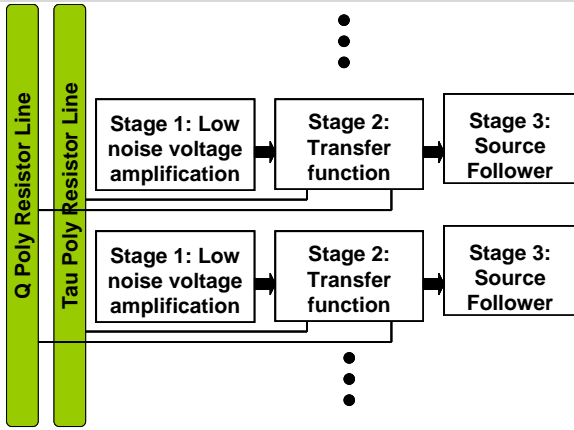 Q Poly Resistor Line
Tau Poly Resistor Line
Stage 1: Low
noise voltage
amplification
Stage 2:
Transfer
function
Stage 3:
Source
Follower
Stage 1: Low
noise voltage
amplification
Stage 2:
Transfer
function
Stage 3:
Source
Follower